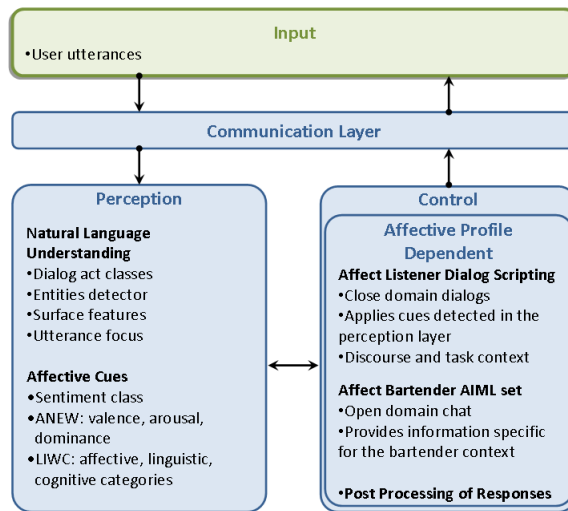 Input
•User utterances
Communication Layer
Perception
Natural Language
Understanding
•Dialog act classes
•Entities detector
•Surface features
•Utterance focus
Affective Cues
•Sentiment class
•ANEW: valence, arousal,
dominance
•LIWC: affective, linguistic,
cognitive categories
Control
Affective Profile
Dependent
Affect Listener Dialog Scripting
•Close domain dialogs
•Applies cues detected in the
perception layer
•Discourse and task context
Affect Bartender AIML set
•Open domain chat
•Provides information specific
for the bartender context
•Post Processing of Responses